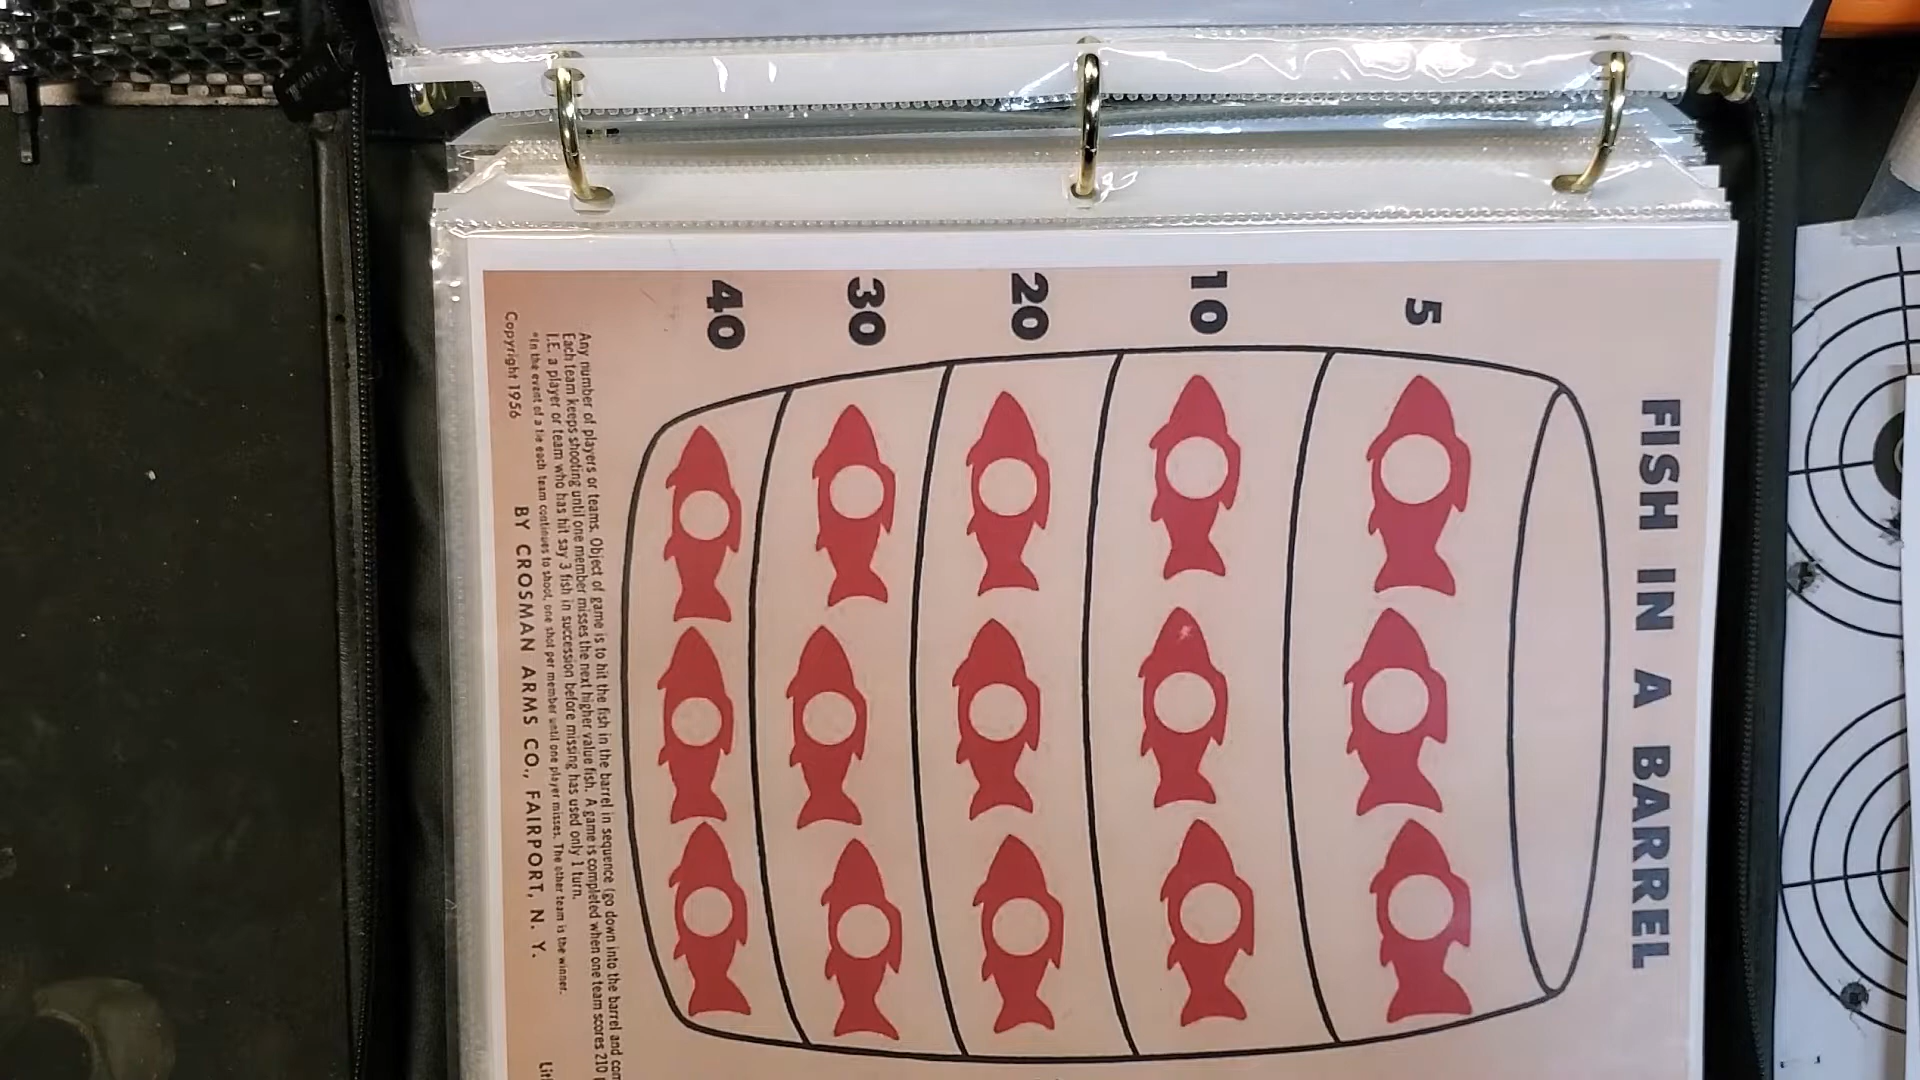 FISH IN A BARREL
5
10
20
30
40
Any number of players or teams. Object of game is to hit the fish in the barrel in sequence (go down into the barrel and
Each team keeps shooting until one member misses the next higher value fish. A game is completed when one team scores 210
I.E. a player or team who has hit say 3 fish in succession before missing has used only 1 turn.
*In the event of a tie each team continues to shoot, one shot per member until one player misses. The other team is the winner.
Copyright 1956
BY CROSMAN ARMS CO., FAIRPORT, N. Y.